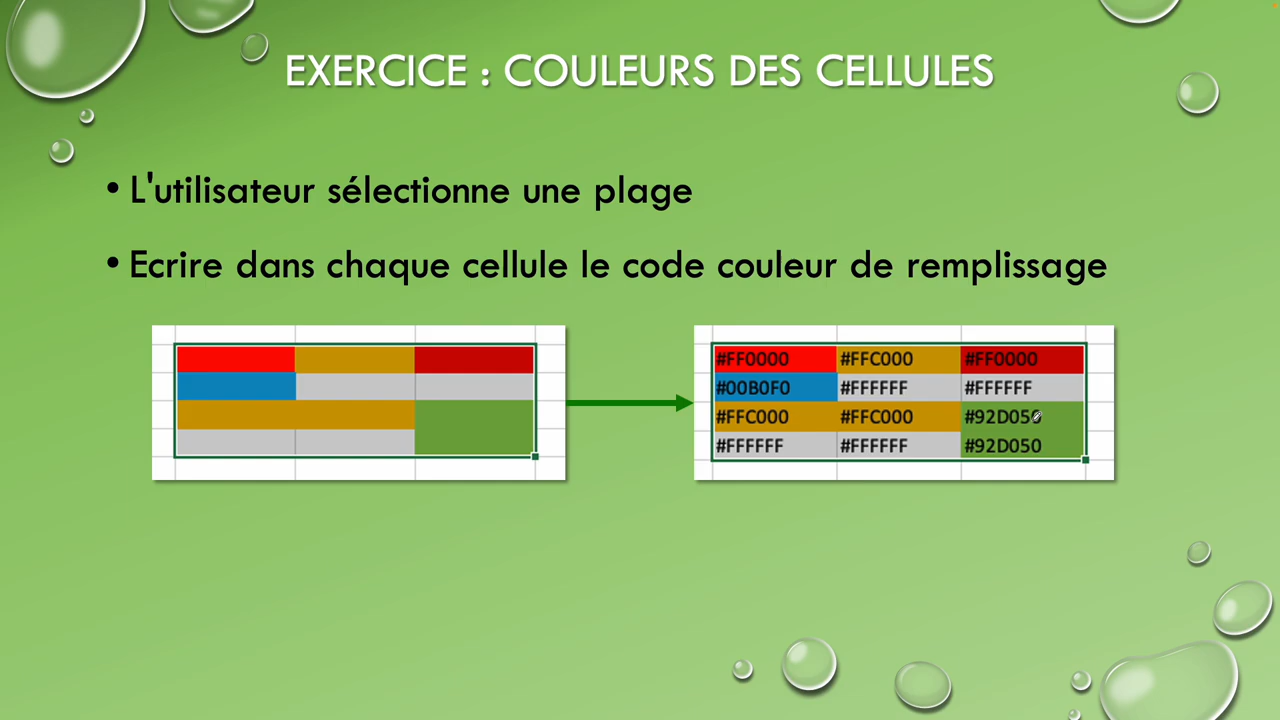 EXERCICE : COULEURS DES CELLULES
• L'utilisateur sélectionne une plage
• Ecrire dans chaque cellule le code couleur de remplissage
#FF0000 #FFC000 #FF0000
#00B0F0 #FFFFFF #FFFFFF
#FFC000 #FFC000 #92D050
#FFFFFF #FFFFFF #92D050